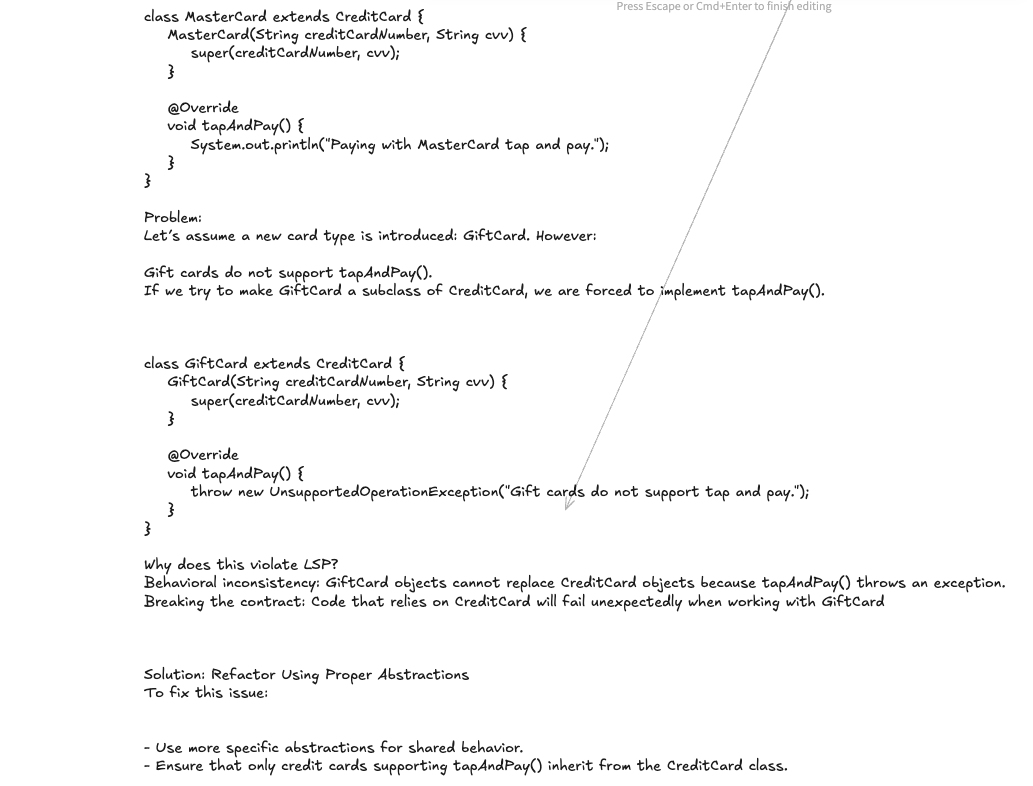 Press Escape or Cmd+Enter to finish editing
class MasterCard extends CreditCard {
MasterCard(String creditCardNumber, String cvv) {
super(creditCardNumber, cvv);
}
@Override
void tapAndPay() {
System.out.println("Paying with MasterCard tap and pay.");
}
}
Problem:
Let's assume a new card type is introduced: GiftCard. However:
Gift cards do not support tapAndPay().
If we try to make GiftCard a subclass of CreditCard, we are forced to implement tapAndPay().
class GiftCard extends CreditCard {
GiftCard(String creditCardNumber, String cvv) {
super(creditCardNumber, cvv);
}
@Override
void tapAndPay() {
throw new UnsupportedOperationException("Gift cards do not support tap and pay.");
}
}
Why does this violate LSP?
Behavioral inconsistency: GiftCard objects cannot replace CreditCard objects because tapAndPay() throws an exception.
Breaking the contract: Code that relies on CreditCard will fail unexpectedly when working with GiftCard
Solution: Refactor Using Proper Abstractions
To fix this issue:
- Use more specific abstractions for shared behavior.
- Ensure that only credit cards supporting tapAndPay() inherit from the CreditCard class.